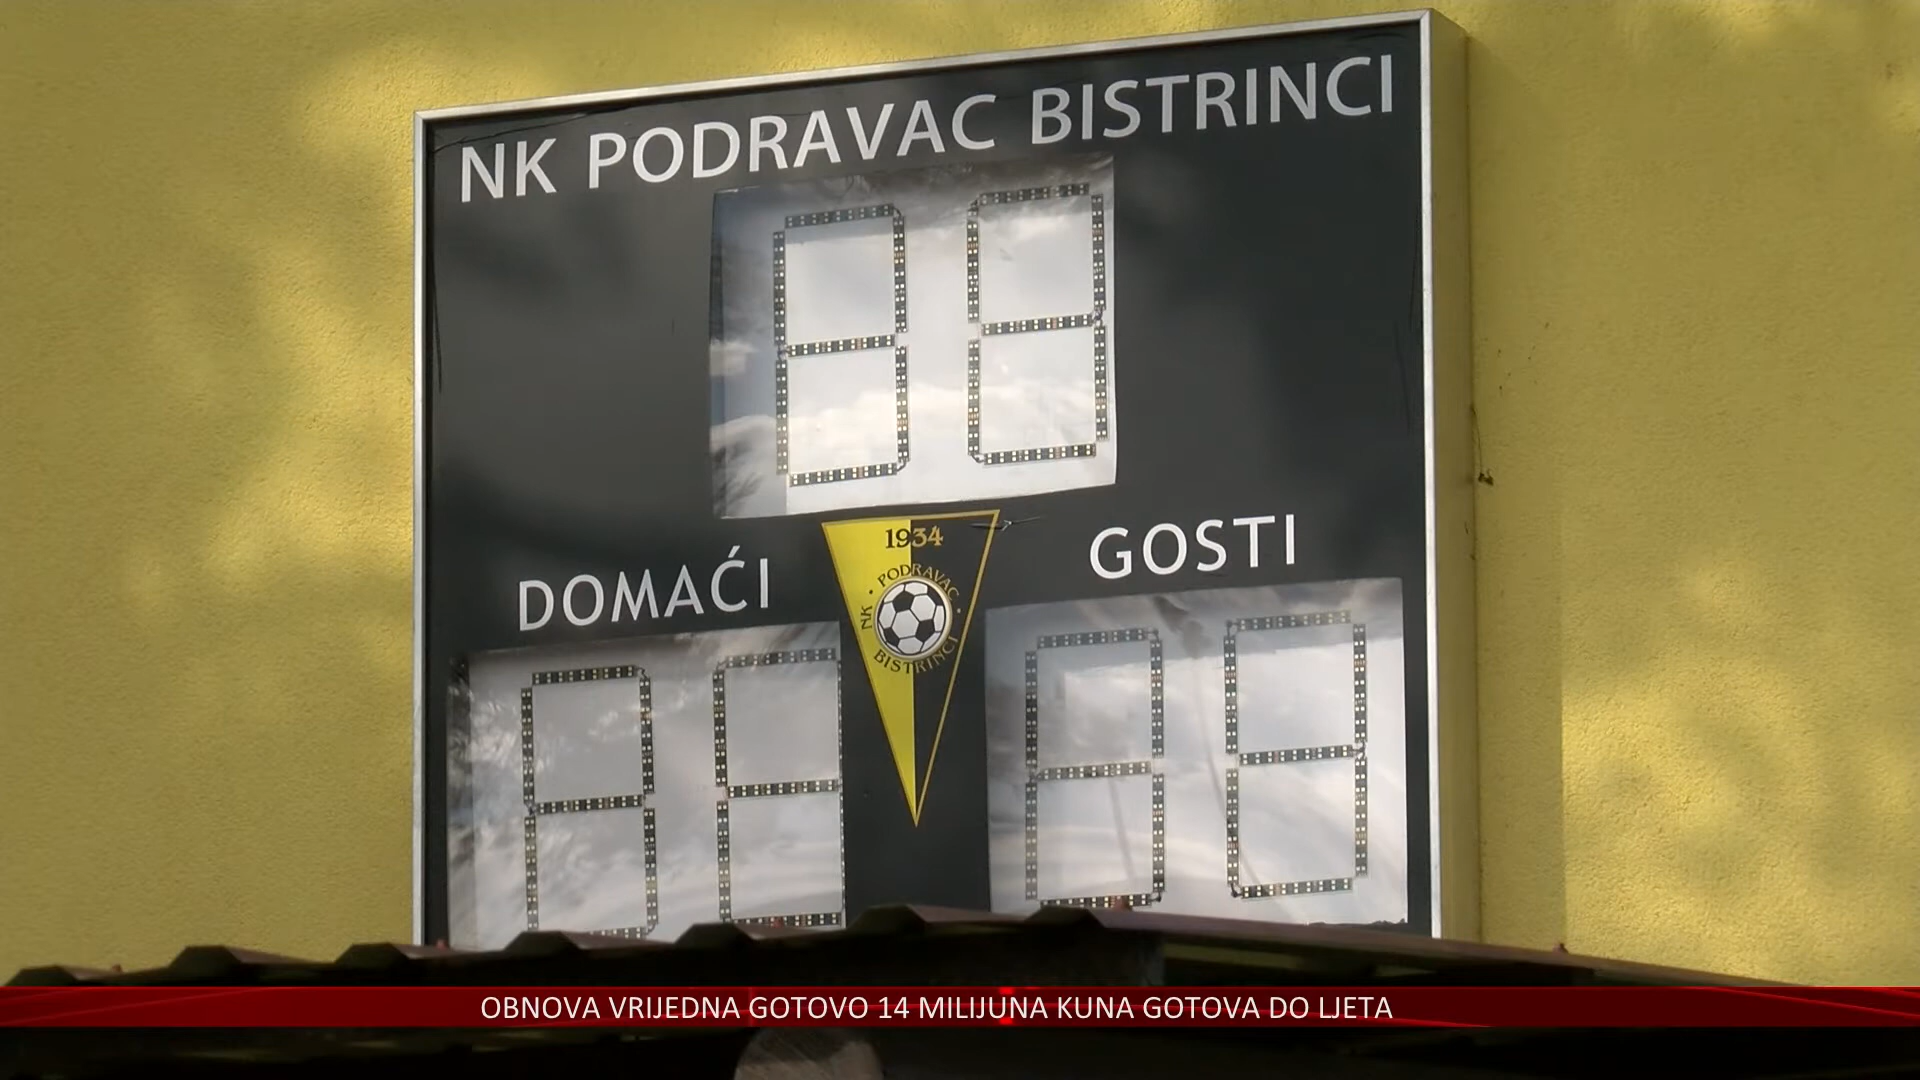 NK PODRAVAC BISTRINCI
DOMAĆI
GOSTI
1934
NK • PODRAVAC •
BISTRINCI
OBNOVA VRIJEDNA GOTOVO 14 MILIJUNA KUNA GOTOVA DO LJETA